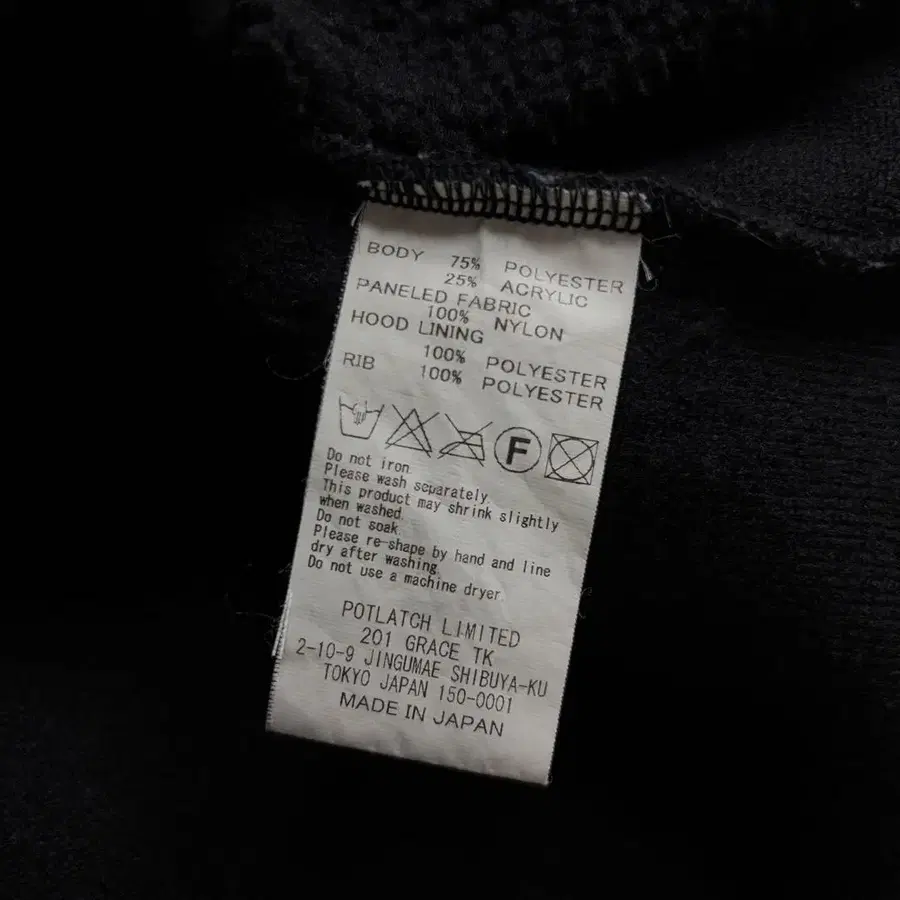 BODY 75% POLYESTER
25% ACRYLIC
PANELED FABRIC
100% NYLON
HOOD LINING
100% POLYESTER
RIB 100% POLYESTER
F
Do not iron.
Please wash separately.
This product may shrink slightly
when washed.
Do not soak.
Please re-shape by hand and line
dry after washing.
Do not use a machine dryer.
POTLATCH LIMITED
201 GRACE TK
2-10-9 JINGUMAE SHIBUYA-KU
TOKYO JAPAN 150-0001
MADE IN JAPAN